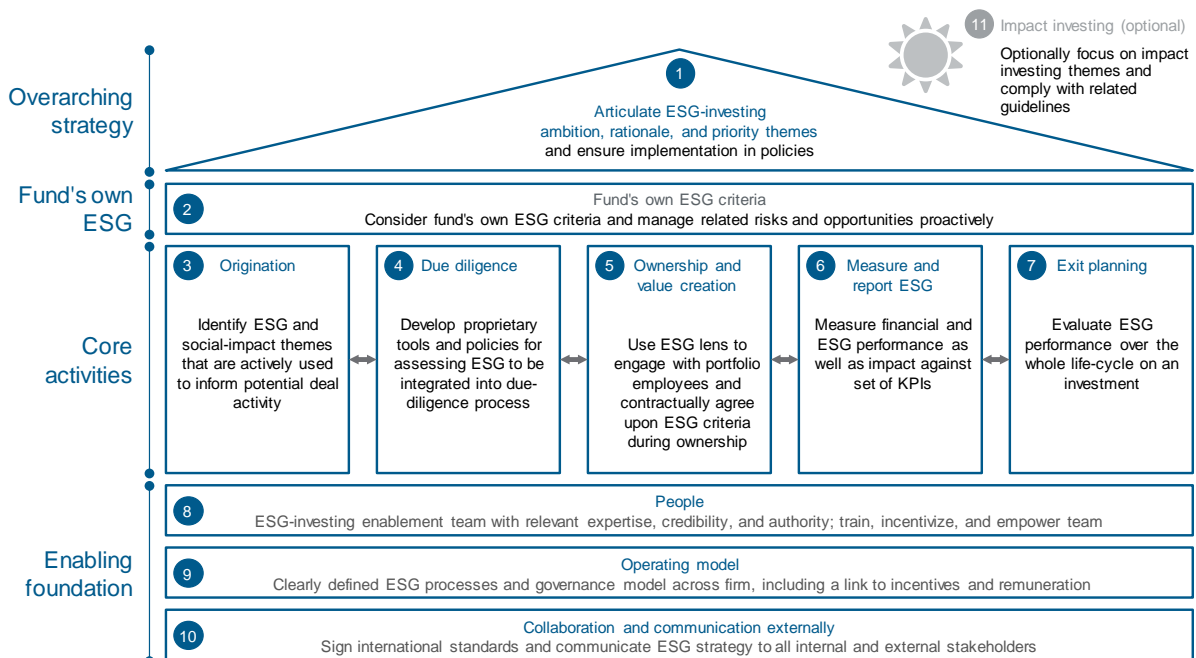 11 Impact investing (optional)
Optionally focus on impact
investing themes and
comply with related
guidelines
Overarching
strategy
1
Articulate ESG-investing
ambition, rationale, and priority themes
and ensure implementation in policies
Fund's own
ESG
2
Fund's own ESG criteria
Consider fund's own ESG criteria and manage related risks and opportunities proactively
Core
activities
3 Origination
Identify ESG and
social-impact themes
that are actively used
to inform potential deal
activity
4 Due diligence
Develop proprietary
tools and policies for
assessing ESG to be
integrated into due-
diligence process
5 Ownership and
value creation
Use ESG lens to
engage with portfolio
employees and
contractually agree
upon ESG criteria
during ownership
6 Measure and
report ESG
Measure financial and
ESG performance as
well as impact against
set of KPIs
7 Exit planning
Evaluate ESG
performance over the
whole life-cycle on an
investment
Enabling
foundation
8
People
ESG-investing enablement team with relevant expertise, credibility, and authority; train, incentivize, and empower team
9
Operating model
Clearly defined ESG processes and governance model across firm, including a link to incentives and remuneration
10
Collaboration and communication externally
Sign international standards and communicate ESG strategy to all internal and external stakeholders